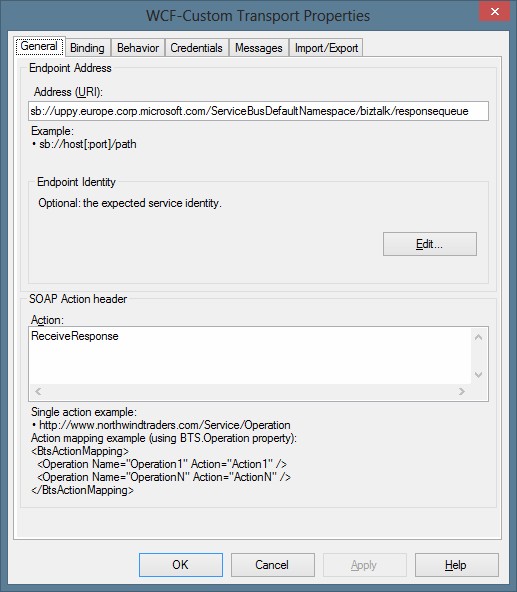 WCF-Custom Transport Properties
General Binding Behavior Credentials Messages Import/Export
Endpoint Address
Address (URI):
sb://uppy.europe.corp.microsoft.com/ServiceBusDefaultNamespace/biztalk/responsequeue
Example:
• sb://host[:port]/path
Endpoint Identity
Optional: the expected service identity.
Edit...
SOAP Action header
Action:
ReceiveResponse
Single action example:
• http://www.northwindtraders.com/Service/Operation
Action mapping example (using BTS.Operation property):
<BtsActionMapping>
<Operation Name="Operation1" Action="Action1" />
<Operation Name="OperationN" Action="ActionN" />
</BtsActionMapping>
OK Cancel Apply Help